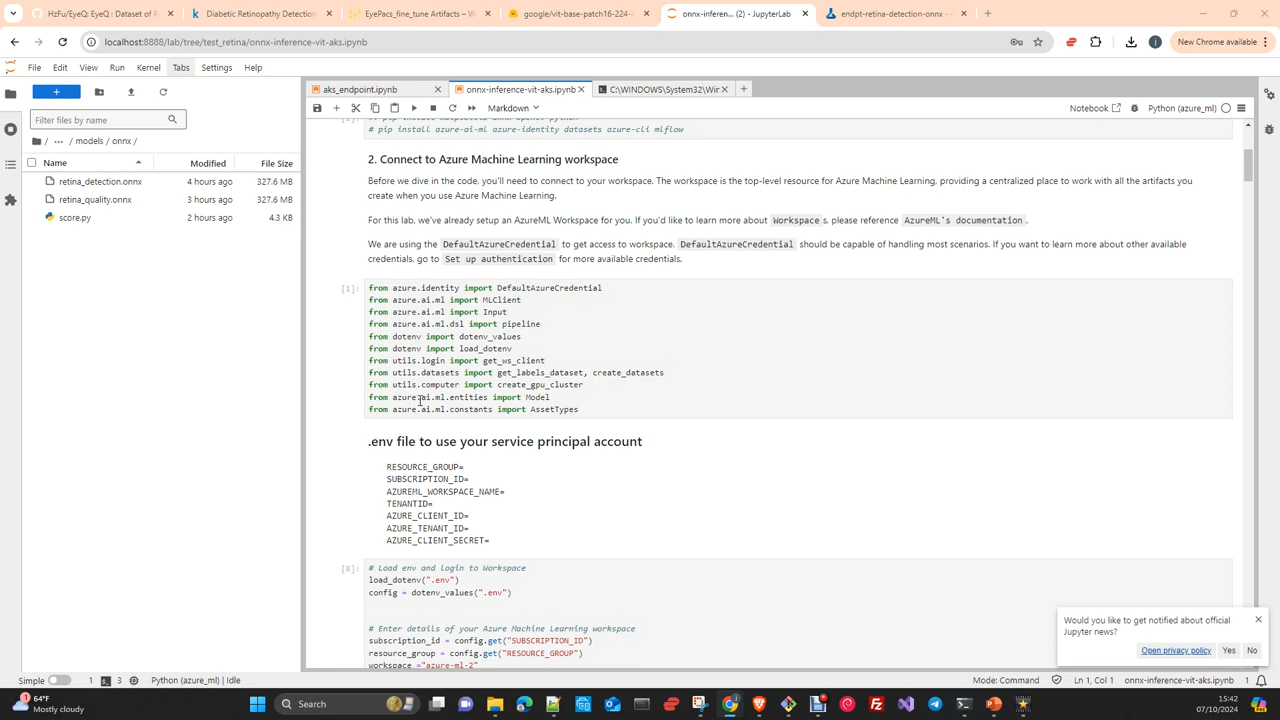 HzFu/EyeQ: EyeQ : Dataset of R
Diabetic Retinopathy Detection
EyePacs_fine_tune Artifacts – W
google/vit-base-patch16-224-
onnx-inferen... (2) - JupyterLab
endpt-retina-detection-onnx -
localhost:8888/lab/tree/test_retina/onnx-inference-vit-aks.ipynb
New Chrome available
File Edit View Run Kernel Tabs Settings Help
aks_endpoint.ipynb
onnx-inference-vit-aks.ipynb
C:\WINDOWS\System32\Wir
Markdown
Notebook
Python (azure_ml)
Filter files by name
/ ... / models / onnx /
Name Modified File Size
retina_detection.onnx 4 hours ago 327.6 MB
retina_quality.onnx 3 hours ago 327.6 MB
score.py 2 hours ago 4.3 KB
# pip install azure-ai-ml azure-identity datasets azure-cli mlflow
2. Connect to Azure Machine Learning workspace
Before we dive in the code, you'll need to connect to your workspace. The workspace is the top-level resource for Azure Machine Learning, providing a centralized place to work with all the artifacts you
create when you use Azure Machine Learning.
For this lab, we've already setup an AzureML Workspace for you. If you'd like to learn more about Workspace s, please reference AzureML's documentation .
We are using the DefaultAzureCredential to get access to workspace. DefaultAzureCredential should be capable of handling most scenarios. If you want to learn more about other available
credentials, go to Set up authentication for more available credentials.
[1]:
from azure.identity import DefaultAzureCredential
from azure.ai.ml import MLClient
from azure.ai.ml import Input
from azure.ai.ml.dsl import pipeline
from dotenv import dotenv_values
from dotenv import load_dotenv
from utils.login import get_ws_client
from utils.datasets import get_labels_dataset, create_datasets
from utils.computer import create_gpu_cluster
from azure.ai.ml.entities import Model
from azure.ai.ml.constants import AssetTypes
.env file to use your service principal account
RESOURCE_GROUP=
SUBSCRIPTION_ID=
AZUREML_WORKSPACE_NAME=
TENANTID=
AZURE_CLIENT_ID=
AZURE_TENANT_ID=
AZURE_CLIENT_SECRET=
[8]:
# Load env and login to Workspace
load_dotenv(".env")
config = dotenv_values(".env")
# Enter details of your Azure Machine Learning workspace
subscription_id = config.get("SUBSCRIPTION_ID")
resource_group = config.get("RESOURCE_GROUP")
workspace ="azure-ml-2"
Would you like to get notified about official
Jupyter news?
Open privacy policy Yes No
Simple 1 3 Python (azure_ml) | Idle
Mode: Command Ln 1, Col 1 onnx-inference-vit-aks.ipynb 1
64°F
Mostly cloudy
Search
15:42
07/10/2024